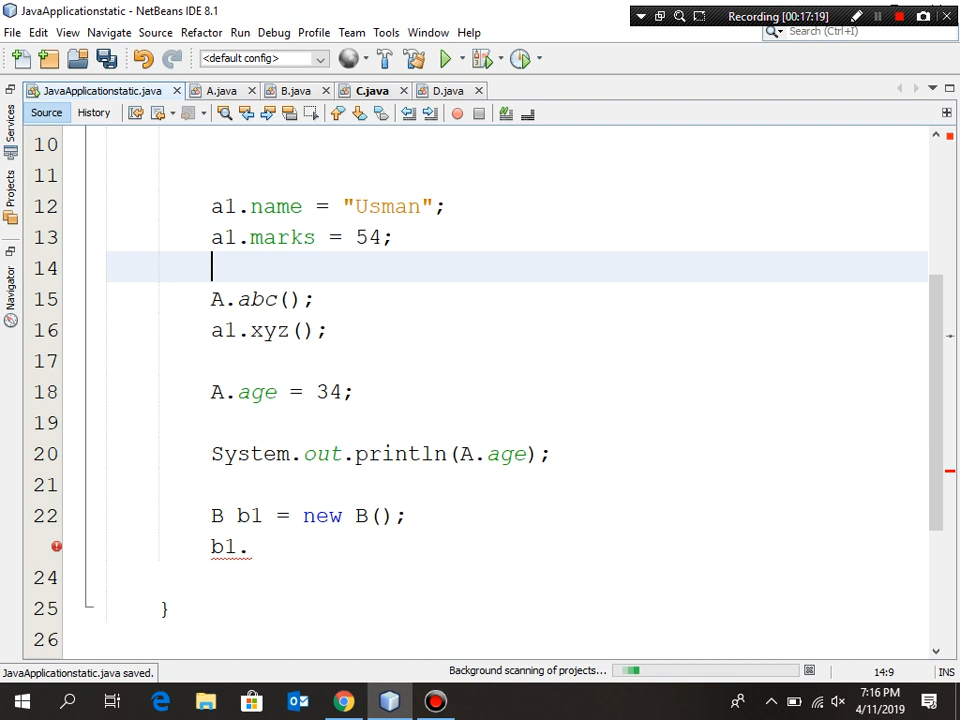 JavaApplicationstatic - NetBeans IDE 8.1
Recording [00:17:19]
File Edit View Navigate Source Refactor Run Debug Profile Team Tools Window Help
Search (Ctrl+I)
<default config>
JavaApplicationstatic.java A.java B.java C.java D.java
Source History
Services
Projects
Navigator
10
11
12 a1.name = "Usman";
13 a1.marks = 54;
14
15 A.abc();
16 a1.xyz();
17
18 A.age = 34;
19
20 System.out.println(A.age);
21
22 B b1 = new B();
b1.
24
25 }
26
JavaApplicationstatic.java saved. Background scanning of projects... 14:9 INS
7:16 PM
4/11/2019